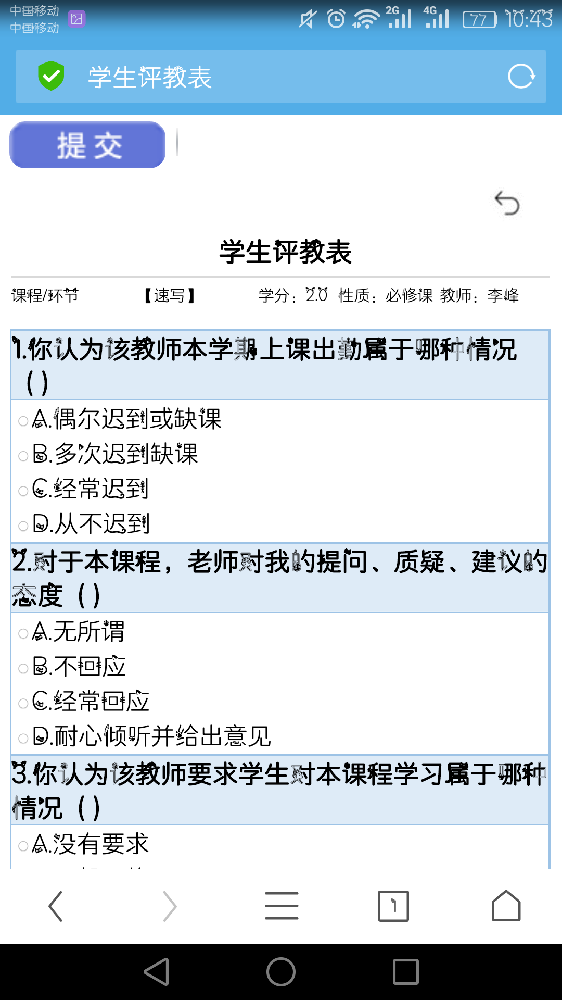 中国移动
中国移动
2G 4G 77 10:43
学生评教表
提交
学生评教表
课程/环节 【速写】 学分：2.0 性质：必修课 教师：李峰
1.你认为该教师本学期上课出勤属于哪种情况
（）
A.偶尔迟到或缺课
B.多次迟到缺课
C.经常迟到
D.从不迟到
2.对于本课程，老师对我的提问、质疑、建议的
态度（）
A.无所谓
B.不回应
C.经常回应
D.耐心倾听并给出意见
3.你认为该教师要求学生对本课程学习属于哪种
情况（）
A.没有要求
1